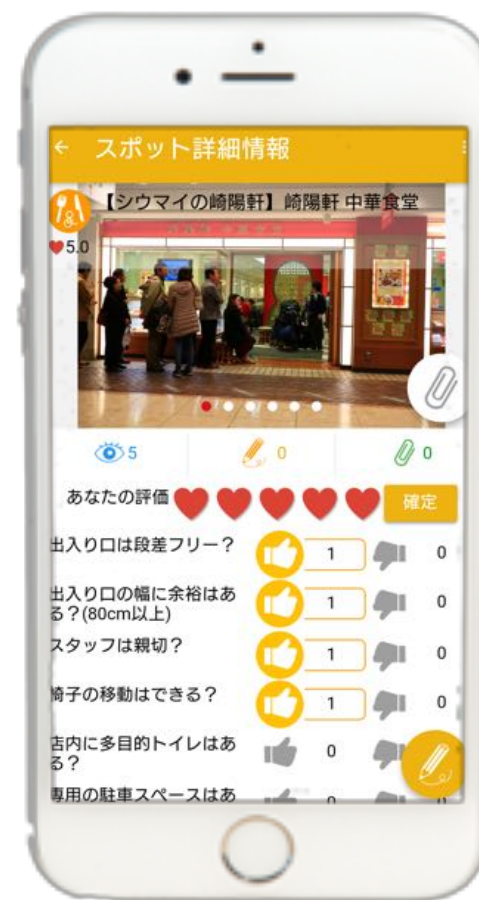 スポット詳細情報
【シウマイの崎陽軒】崎陽軒 中華食堂
5.0
5
0
0
あなたの評価
確定
出入り口は段差フリー？
1
0
出入り口の幅に余裕はあ
る？(80cm以上)
1
0
スタッフは親切？
1
0
椅子の移動はできる？
1
0
店内に多目的トイレはあ
る？
0
専用の駐車スペースはあ
0
0